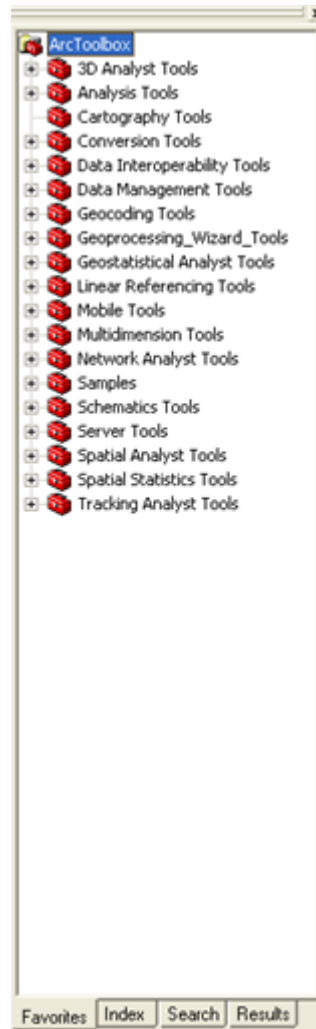 ArcToolbox
3D Analyst Tools
Analysis Tools
Cartography Tools
Conversion Tools
Data Interoperability Tools
Data Management Tools
Geocoding Tools
Geoprocessing_Wizard_Tools
Geostatistical Analyst Tools
Linear Referencing Tools
Mobile Tools
Multidimension Tools
Network Analyst Tools
Samples
Schematics Tools
Server Tools
Spatial Analyst Tools
Spatial Statistics Tools
Tracking Analyst Tools
Favorites Index Search Results